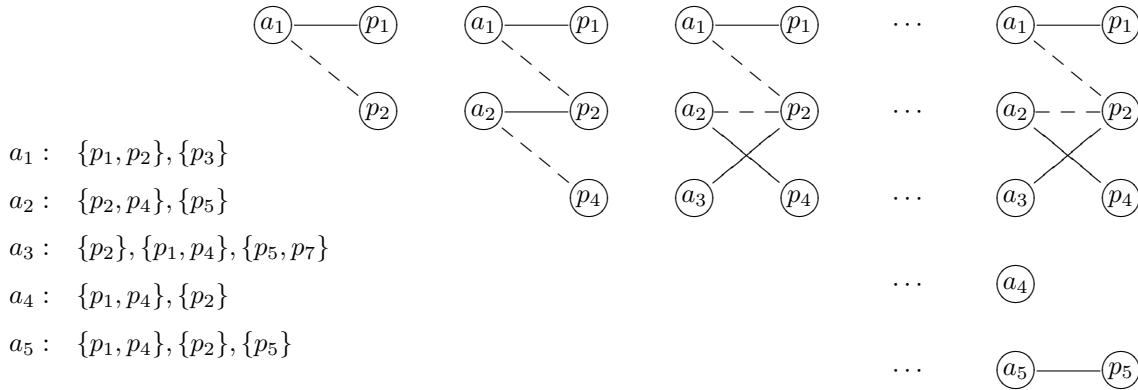 a1 p1 a1 p1 a1 p1 ··· a1 p1
p2 a2 p2 a2 p2 ··· a2 p2
a1 : {p1, p2}, {p3}
p4 a3 p4 ··· a3 p4
a2 : {p2, p4}, {p5}
a3 : {p2}, {p1, p4}, {p5, p7}
a4 : {p1, p4}, {p2} ··· a4
a5 : {p1, p4}, {p2}, {p5}
··· a5 p5